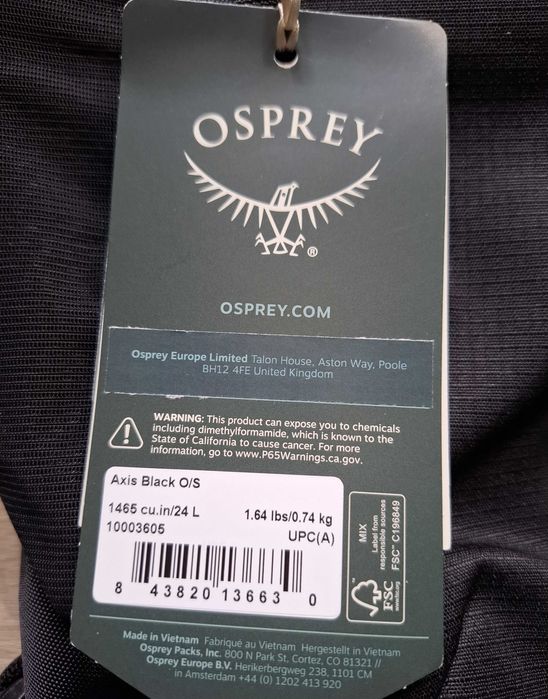 OSPREY
®
OSPREY.COM
Osprey Europe Limited Talon House, Aston Way, Poole
BH12 4FE United Kingdom
WARNING: This product can expose you to chemicals
including dimethylformamide, which is known to the
State of California to cause cancer. For more
information, go to www.P65Warnings.ca.gov.
Axis Black O/S
1465 cu.in/24 L 1.64 lbs/0.74 kg
10003605 UPC(A)
8 43820 13663 0
MIX
Label from
responsible sources
FSC™ C196849
FSC™
www.fsc.org
Made in Vietnam Fabriqué au Vietnam Hergestellt in Vietnam
Osprey Packs, Inc. 800 N Park St, Cortez, CO 81321 //
Osprey Europe B.V. Herikerbergweg 238, 1101 CM
in Amsterdam +44 (0) 1202 413 920